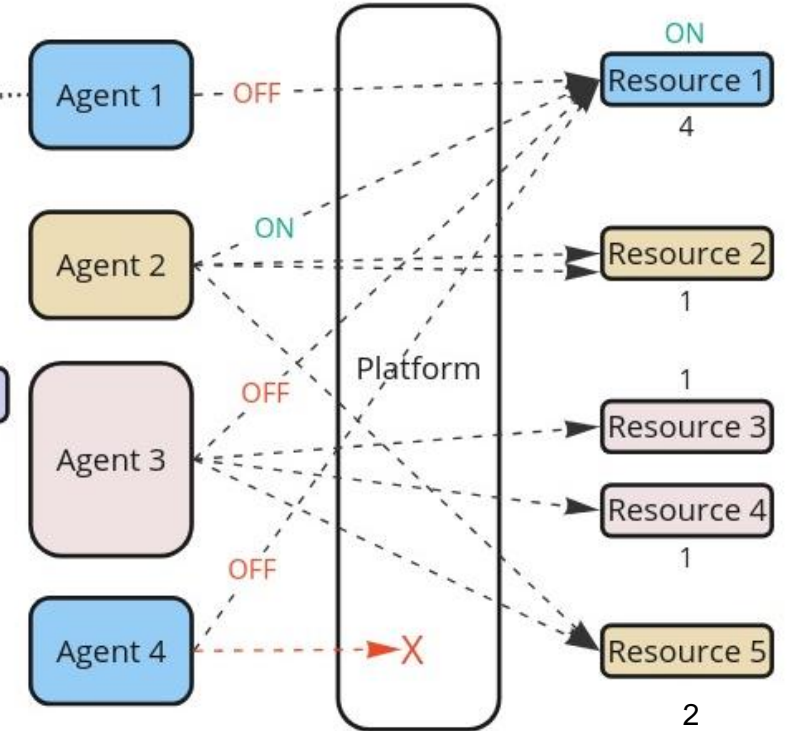 ON
Agent 1
OFF
Resource 1
4
ON
Agent 2
Resource 2
1
Platform
1
OFF
Resource 3
Agent 3
Resource 4
1
OFF
Agent 4
X
Resource 5
2